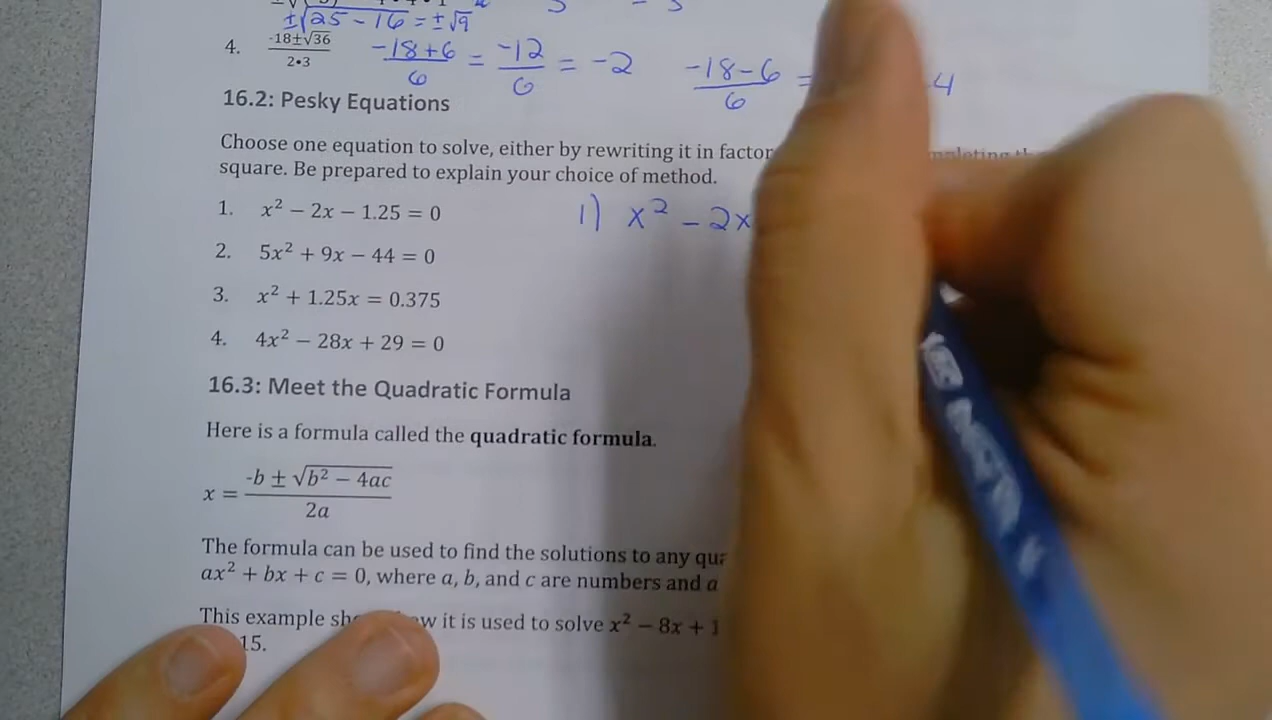 ±√25 − 16 = ±√9
4. -18±√36 / 2•3 -18+6 / 6 = -12 / 6 = -2 -18-6 / 6 = 4
16.2: Pesky Equations
Choose one equation to solve, either by rewriting it in factor
square. Be prepared to explain your choice of method.
1. x² − 2x − 1.25 = 0 1) x² − 2x
2. 5x² + 9x − 44 = 0
3. x² + 1.25x = 0.375
4. 4x² − 28x + 29 = 0
16.3: Meet the Quadratic Formula
Here is a formula called the quadratic formula.
x = -b ± √b² − 4ac / 2a
The formula can be used to find the solutions to any qua
ax² + bx + c = 0, where a, b, and c are numbers and a
This example sh w it is used to solve x² − 8x + 1
15.